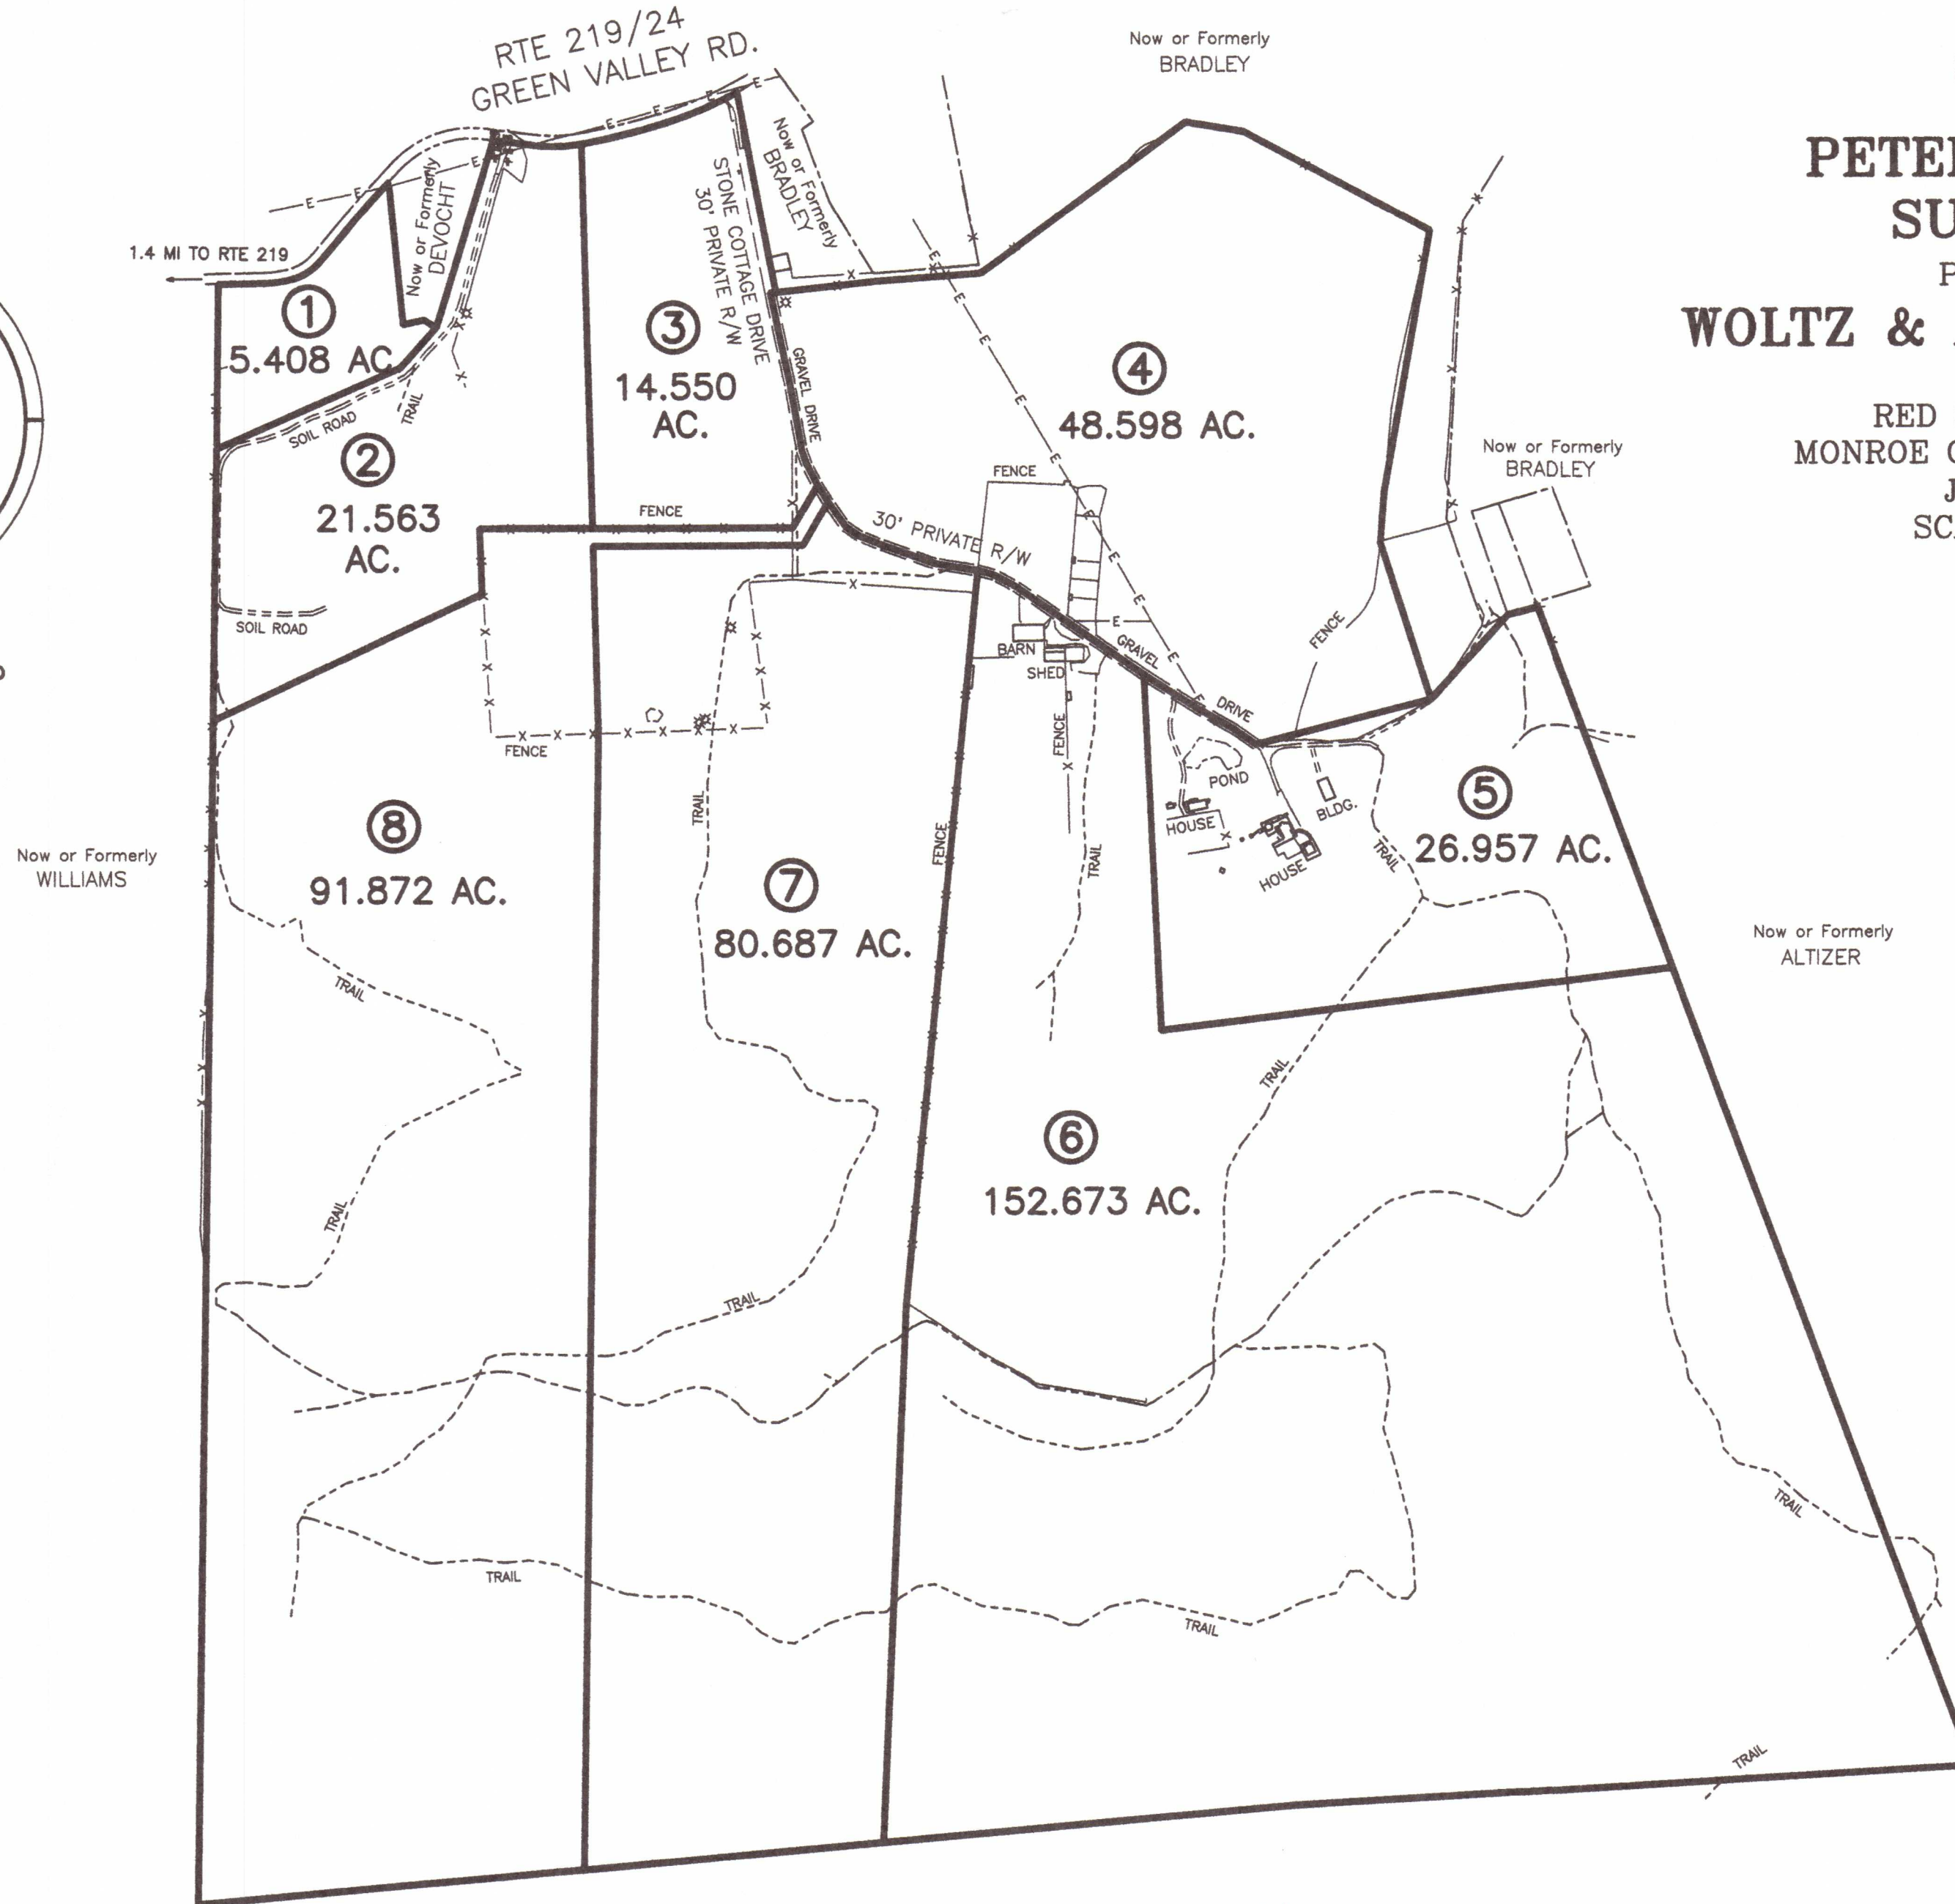 RTE 219/24
GREEN VALLEY RD.
Now or Formerly
BRADLEY
PETE
SU
P
WOLTZ &
RED
MONROE
J
SC
1.4 MI TO RTE 219
E
E
E
E
E
E
E
Now or Formerly
DEVOCHT
Now or Formerly
BRADLEY
STONE COTTAGE DRIVE
30' PRIVATE R/W
GRAVEL DRIVE
1
5.408 AC.
SOIL ROAD
TRAIL
2
21.563
AC.
SOIL ROAD
3
14.550
AC.
FENCE
4
48.598 AC.
E
E
E
E
E
E
E
E
E
FENCE
30' PRIVATE R/W
Now or Formerly
BRADLEY
FENCE
BARN
SHED
GRAVEL
DRIVE
FENCE
FENCE
POND
HOUSE
HOUSE
BLDG.
TRAIL
5
26.957 AC.
Now or Formerly
WILLIAMS
8
91.872 AC.
TRAIL
7
80.687 AC.
FENCE
TRAIL
Now or Formerly
ALTIZER
TRAIL
TRAIL
6
152.673 AC.
TRAIL
TRAIL
TRAIL
TRAIL
TRAIL
TRAIL
TRAIL